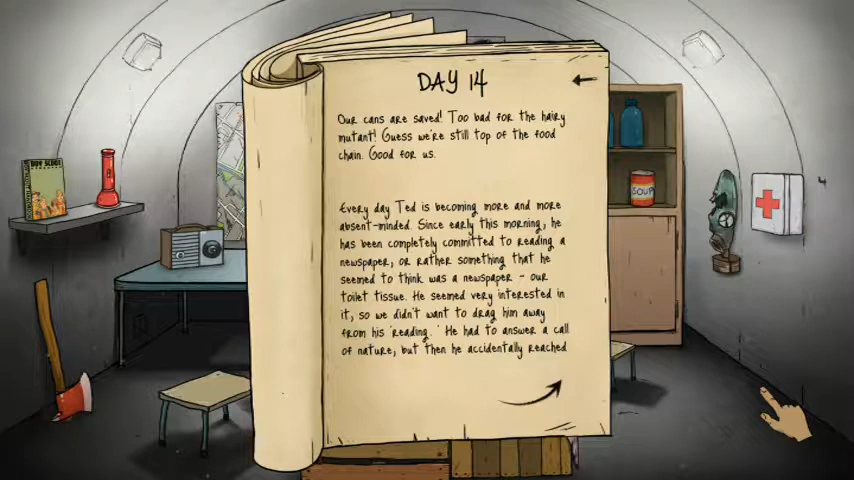 DAY 14
Our cans are saved! Too bad for the hairy
mutant! Guess we're still top of the food
chain. Good for us.
Every day Ted is becoming more and more
absent-minded. Since early this morning, he
has been completely committed to reading a
newspaper, or rather something that he
seemed to think was a newspaper - our
toilet tissue. He seemed very interested in
it, so we didn't want to drag him away
from his 'reading.' He had to answer a call
of nature, but then he accidentally reached
BOY SCOUT
SOUP